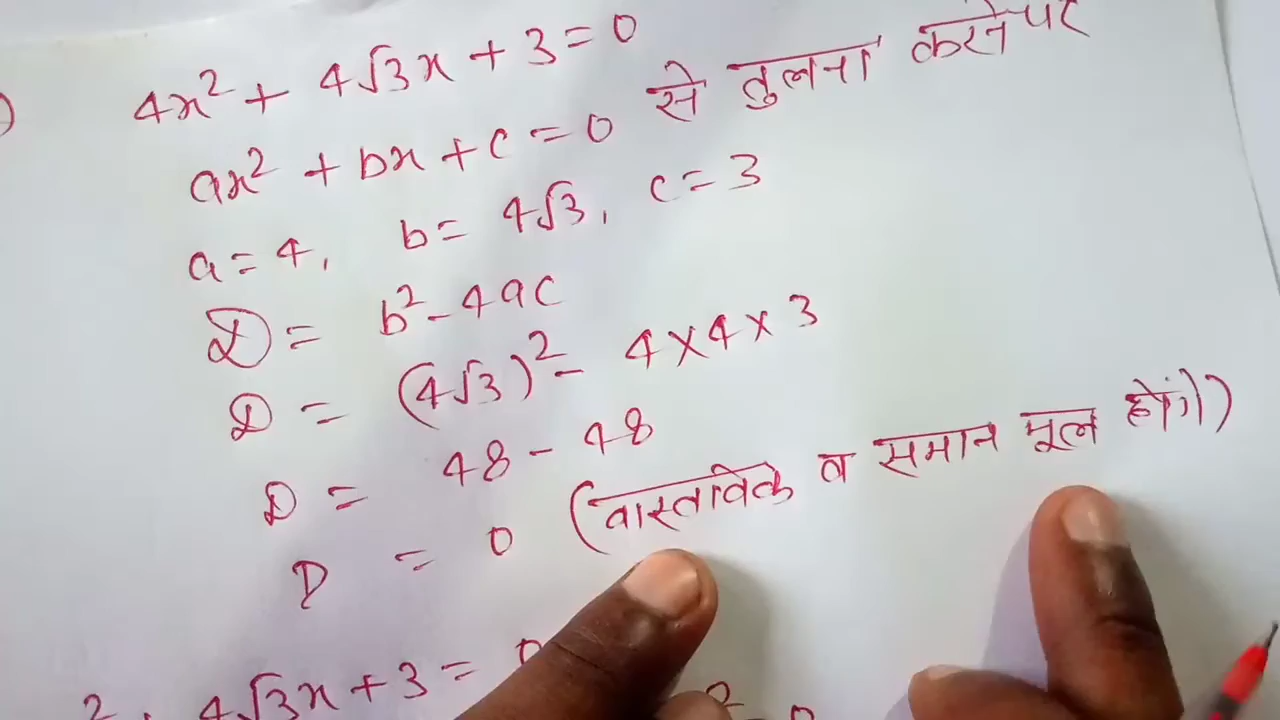 )
4x² + 4√3x + 3 = 0
ax² + bx + c = 0 से तुलना करने पर
a = 4, b = 4√3, c = 3
D = b² - 4ac
D = (4√3)² - 4×4×3
D = 48 - 48
D = 0 (वास्तविक व समान मूल होंगे)
4√3x + 3 = 0